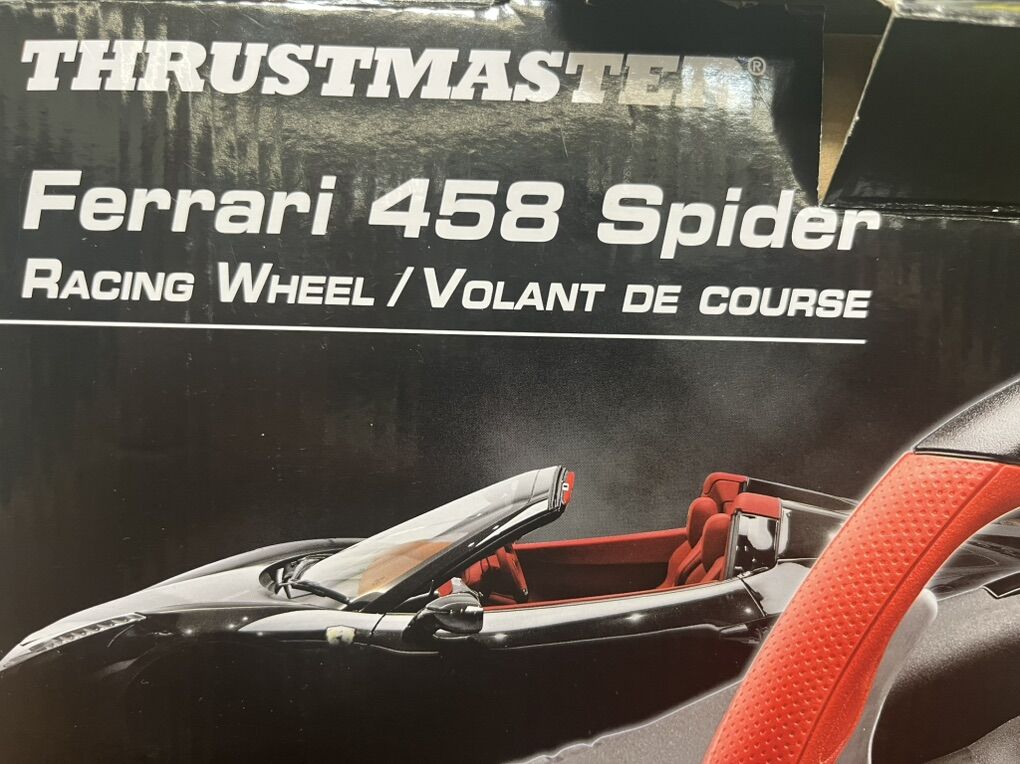 THRUSTMASTER®
Ferrari 458 Spider
RACING WHEEL / VOLANT DE COURSE